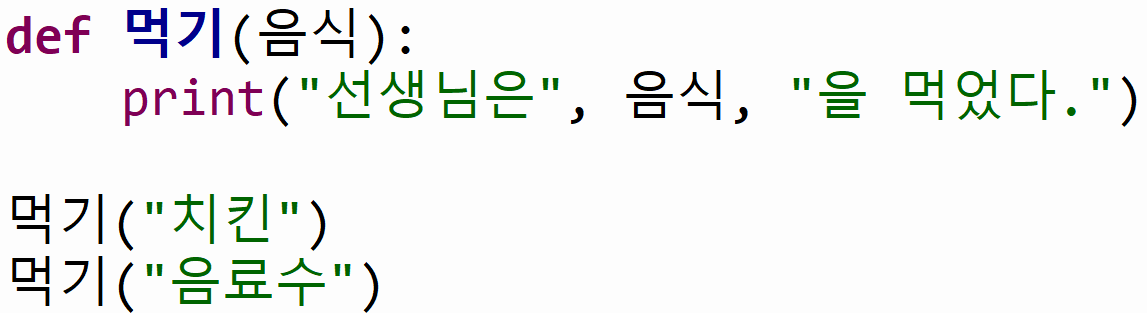 def 먹기(음식):
    print("선생님은", 음식, "을 먹었다.")
먹기("치킨")
먹기("음료수")